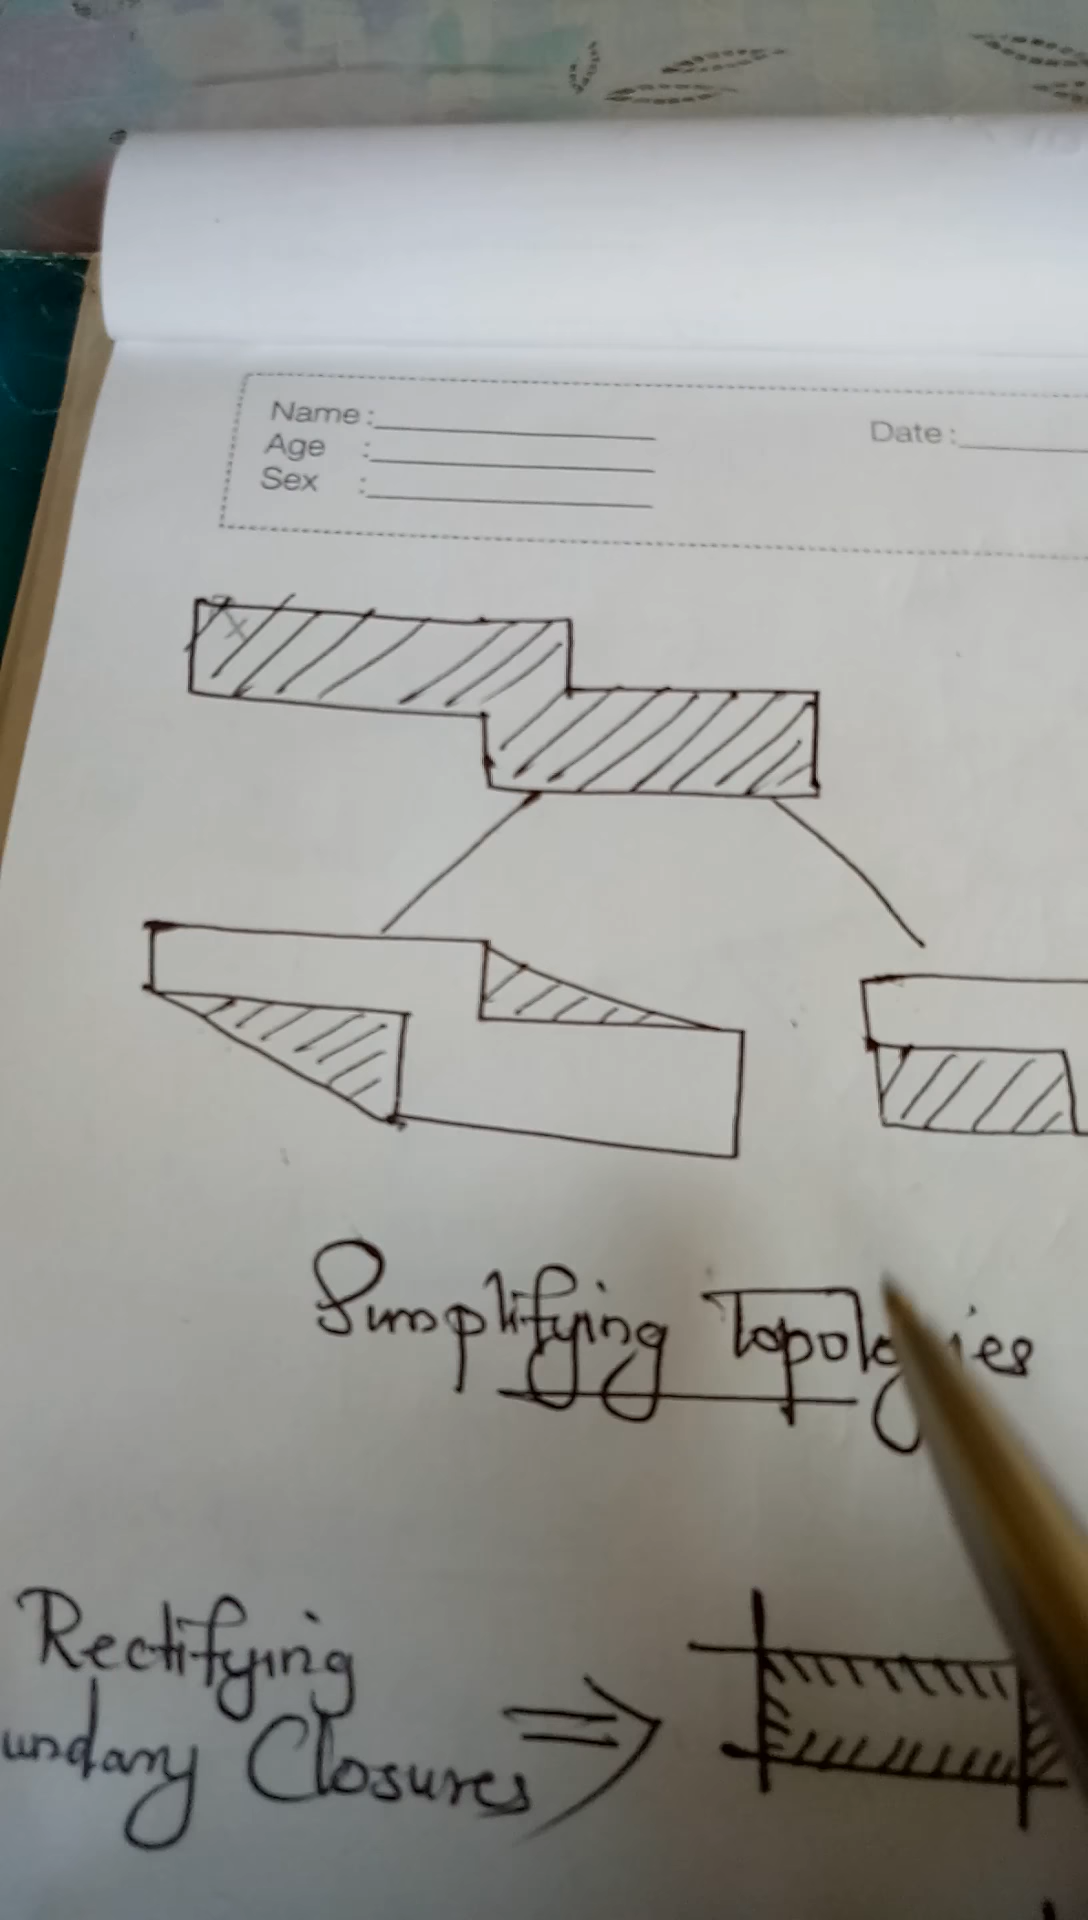 Name:
Date:
Age :
Sex :
Simplifying Topologies
Rectifying
undary Closures